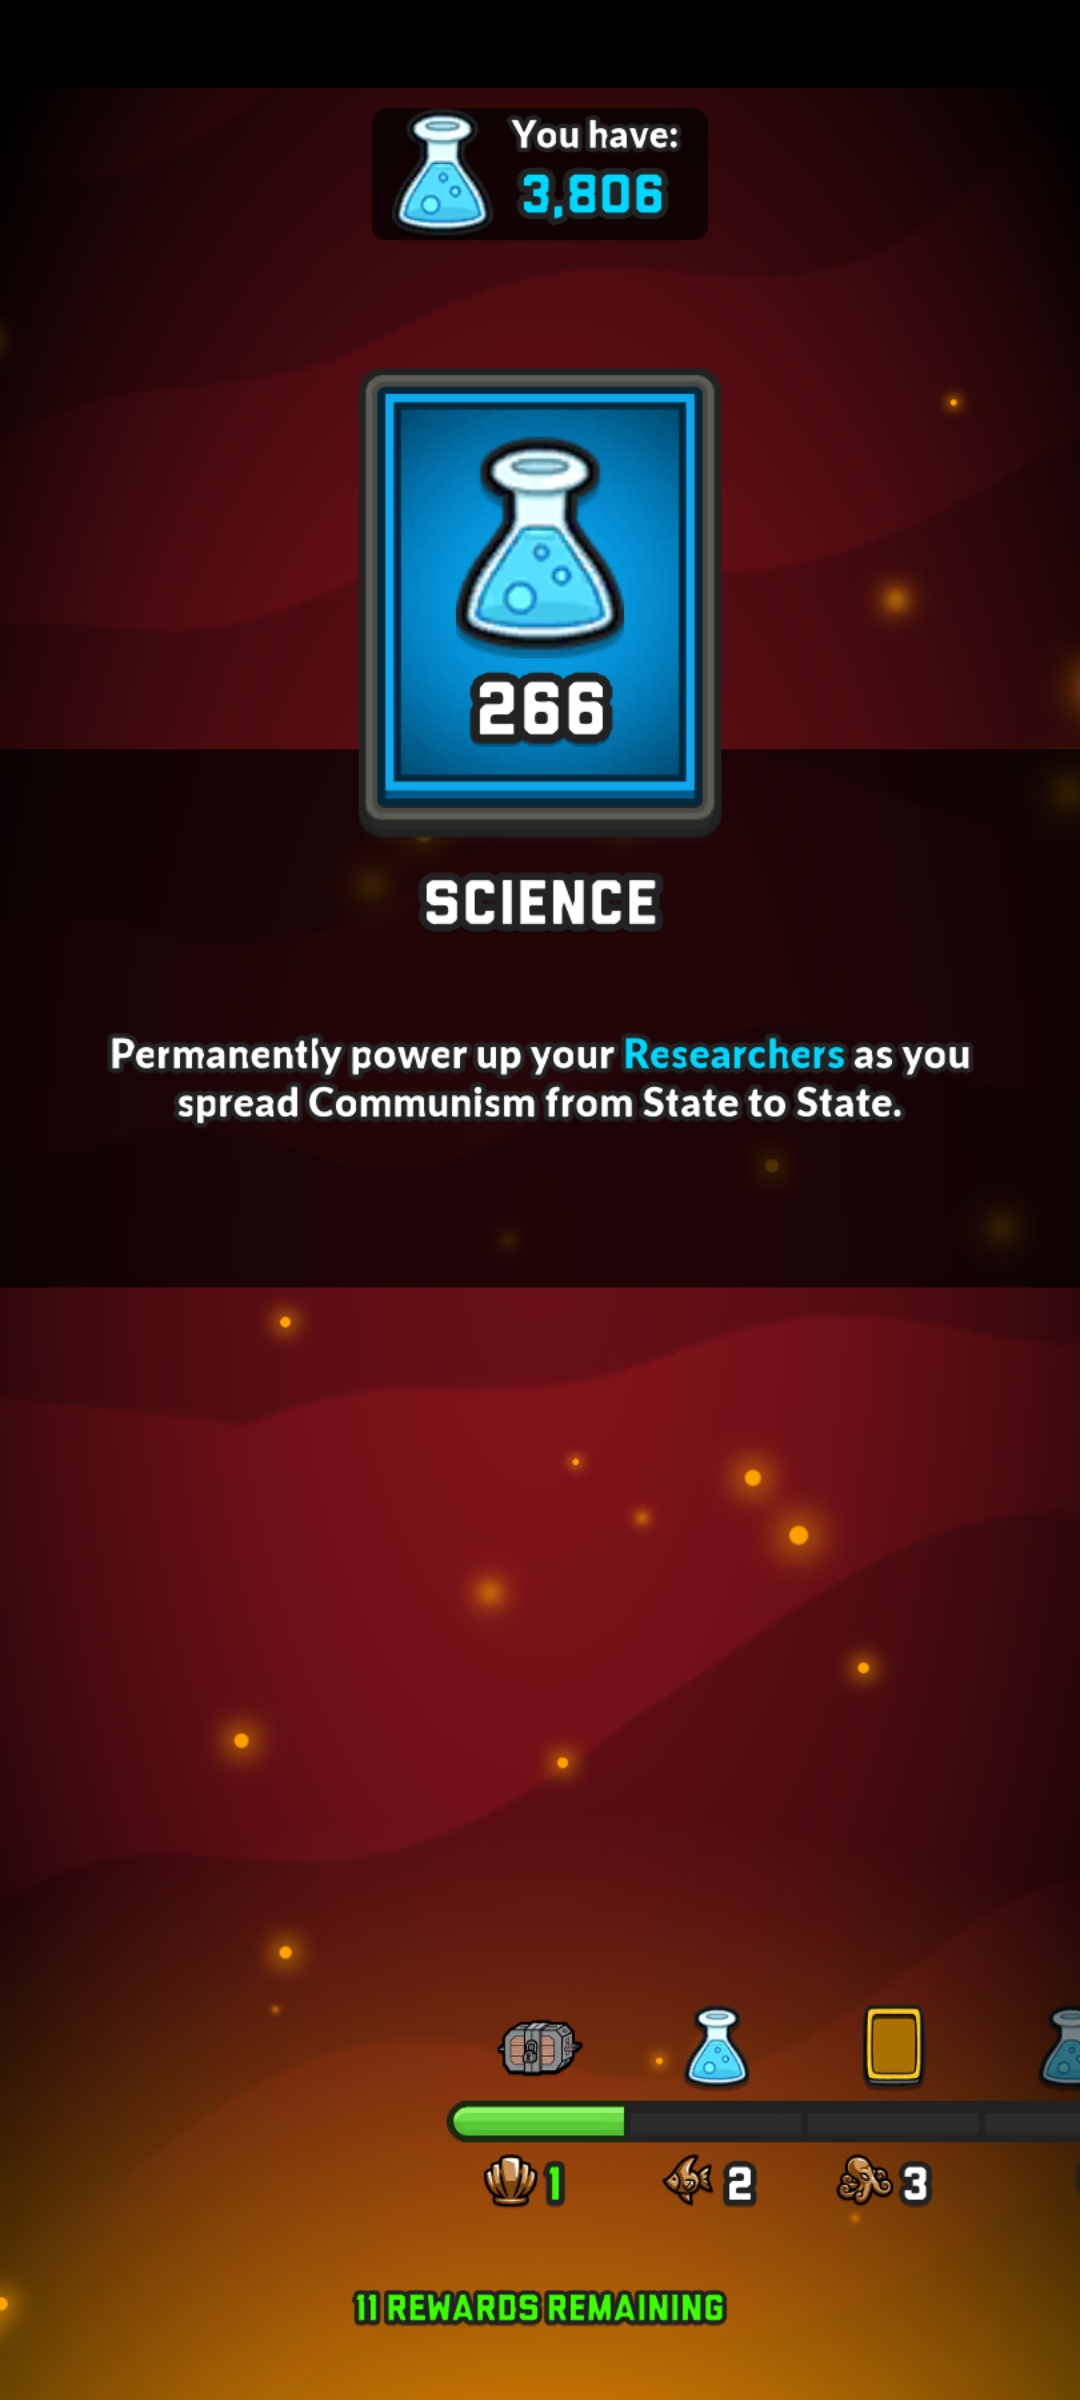 You have:
3,806
266
SCIENCE
Permanently power up your Researchers as you
spread Communism from State to State.
1
2
3
11 REWARDS REMAINING